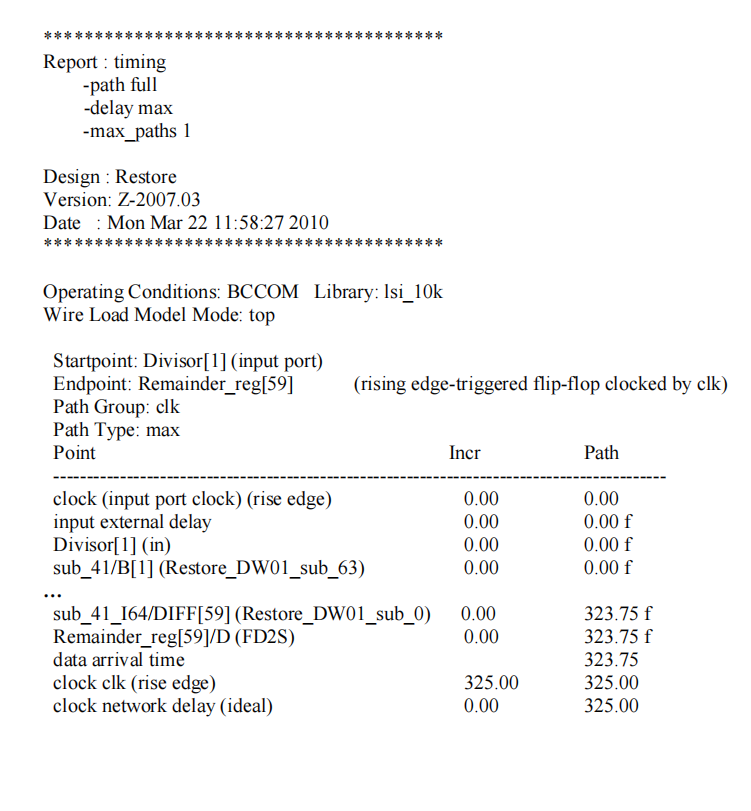 ****************************************
Report : timing
-path full
-delay max
-max_paths 1
Design : Restore
Version: Z-2007.03
Date : Mon Mar 22 11:58:27 2010
****************************************
Operating Conditions: BCCOM Library: lsi_10k
Wire Load Model Mode: top
Startpoint: Divisor[1] (input port)
Endpoint: Remainder_reg[59] (rising edge-triggered flip-flop clocked by clk)
Path Group: clk
Path Type: max
Point Incr Path
--------------------------------------------------------------------------------------------
clock (input port clock) (rise edge) 0.00 0.00
input external delay 0.00 0.00 f
Divisor[1] (in) 0.00 0.00 f
sub_41/B[1] (Restore_DW01_sub_63) 0.00 0.00 f
...
sub_41_I64/DIFF[59] (Restore_DW01_sub_0) 0.00 323.75 f
Remainder_reg[59]/D (FD2S) 0.00 323.75 f
data arrival time 323.75
clock clk (rise edge) 325.00 325.00
clock network delay (ideal) 0.00 325.00